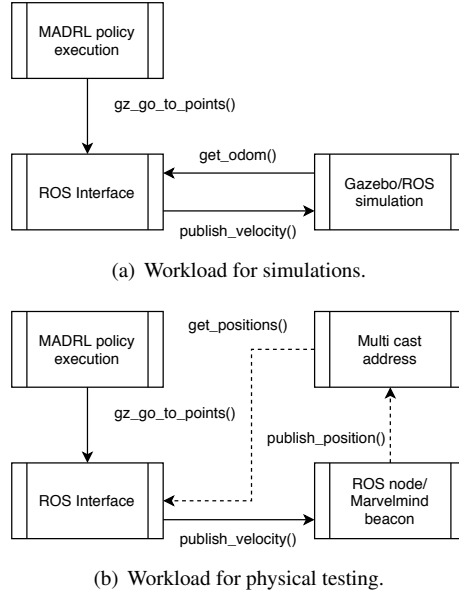 MADRL policy
execution
gz_go_to_points()
get_odom()
ROS Interface
Gazebo/ROS
simulation
publish_velocity()
(a) Workload for simulations.
get_positions()
MADRL policy
execution
Multi cast
address
gz_go_to_points()
publish_position()
ROS Interface
ROS node/
Marvelmind
beacon
publish_velocity()
(b) Workload for physical testing.